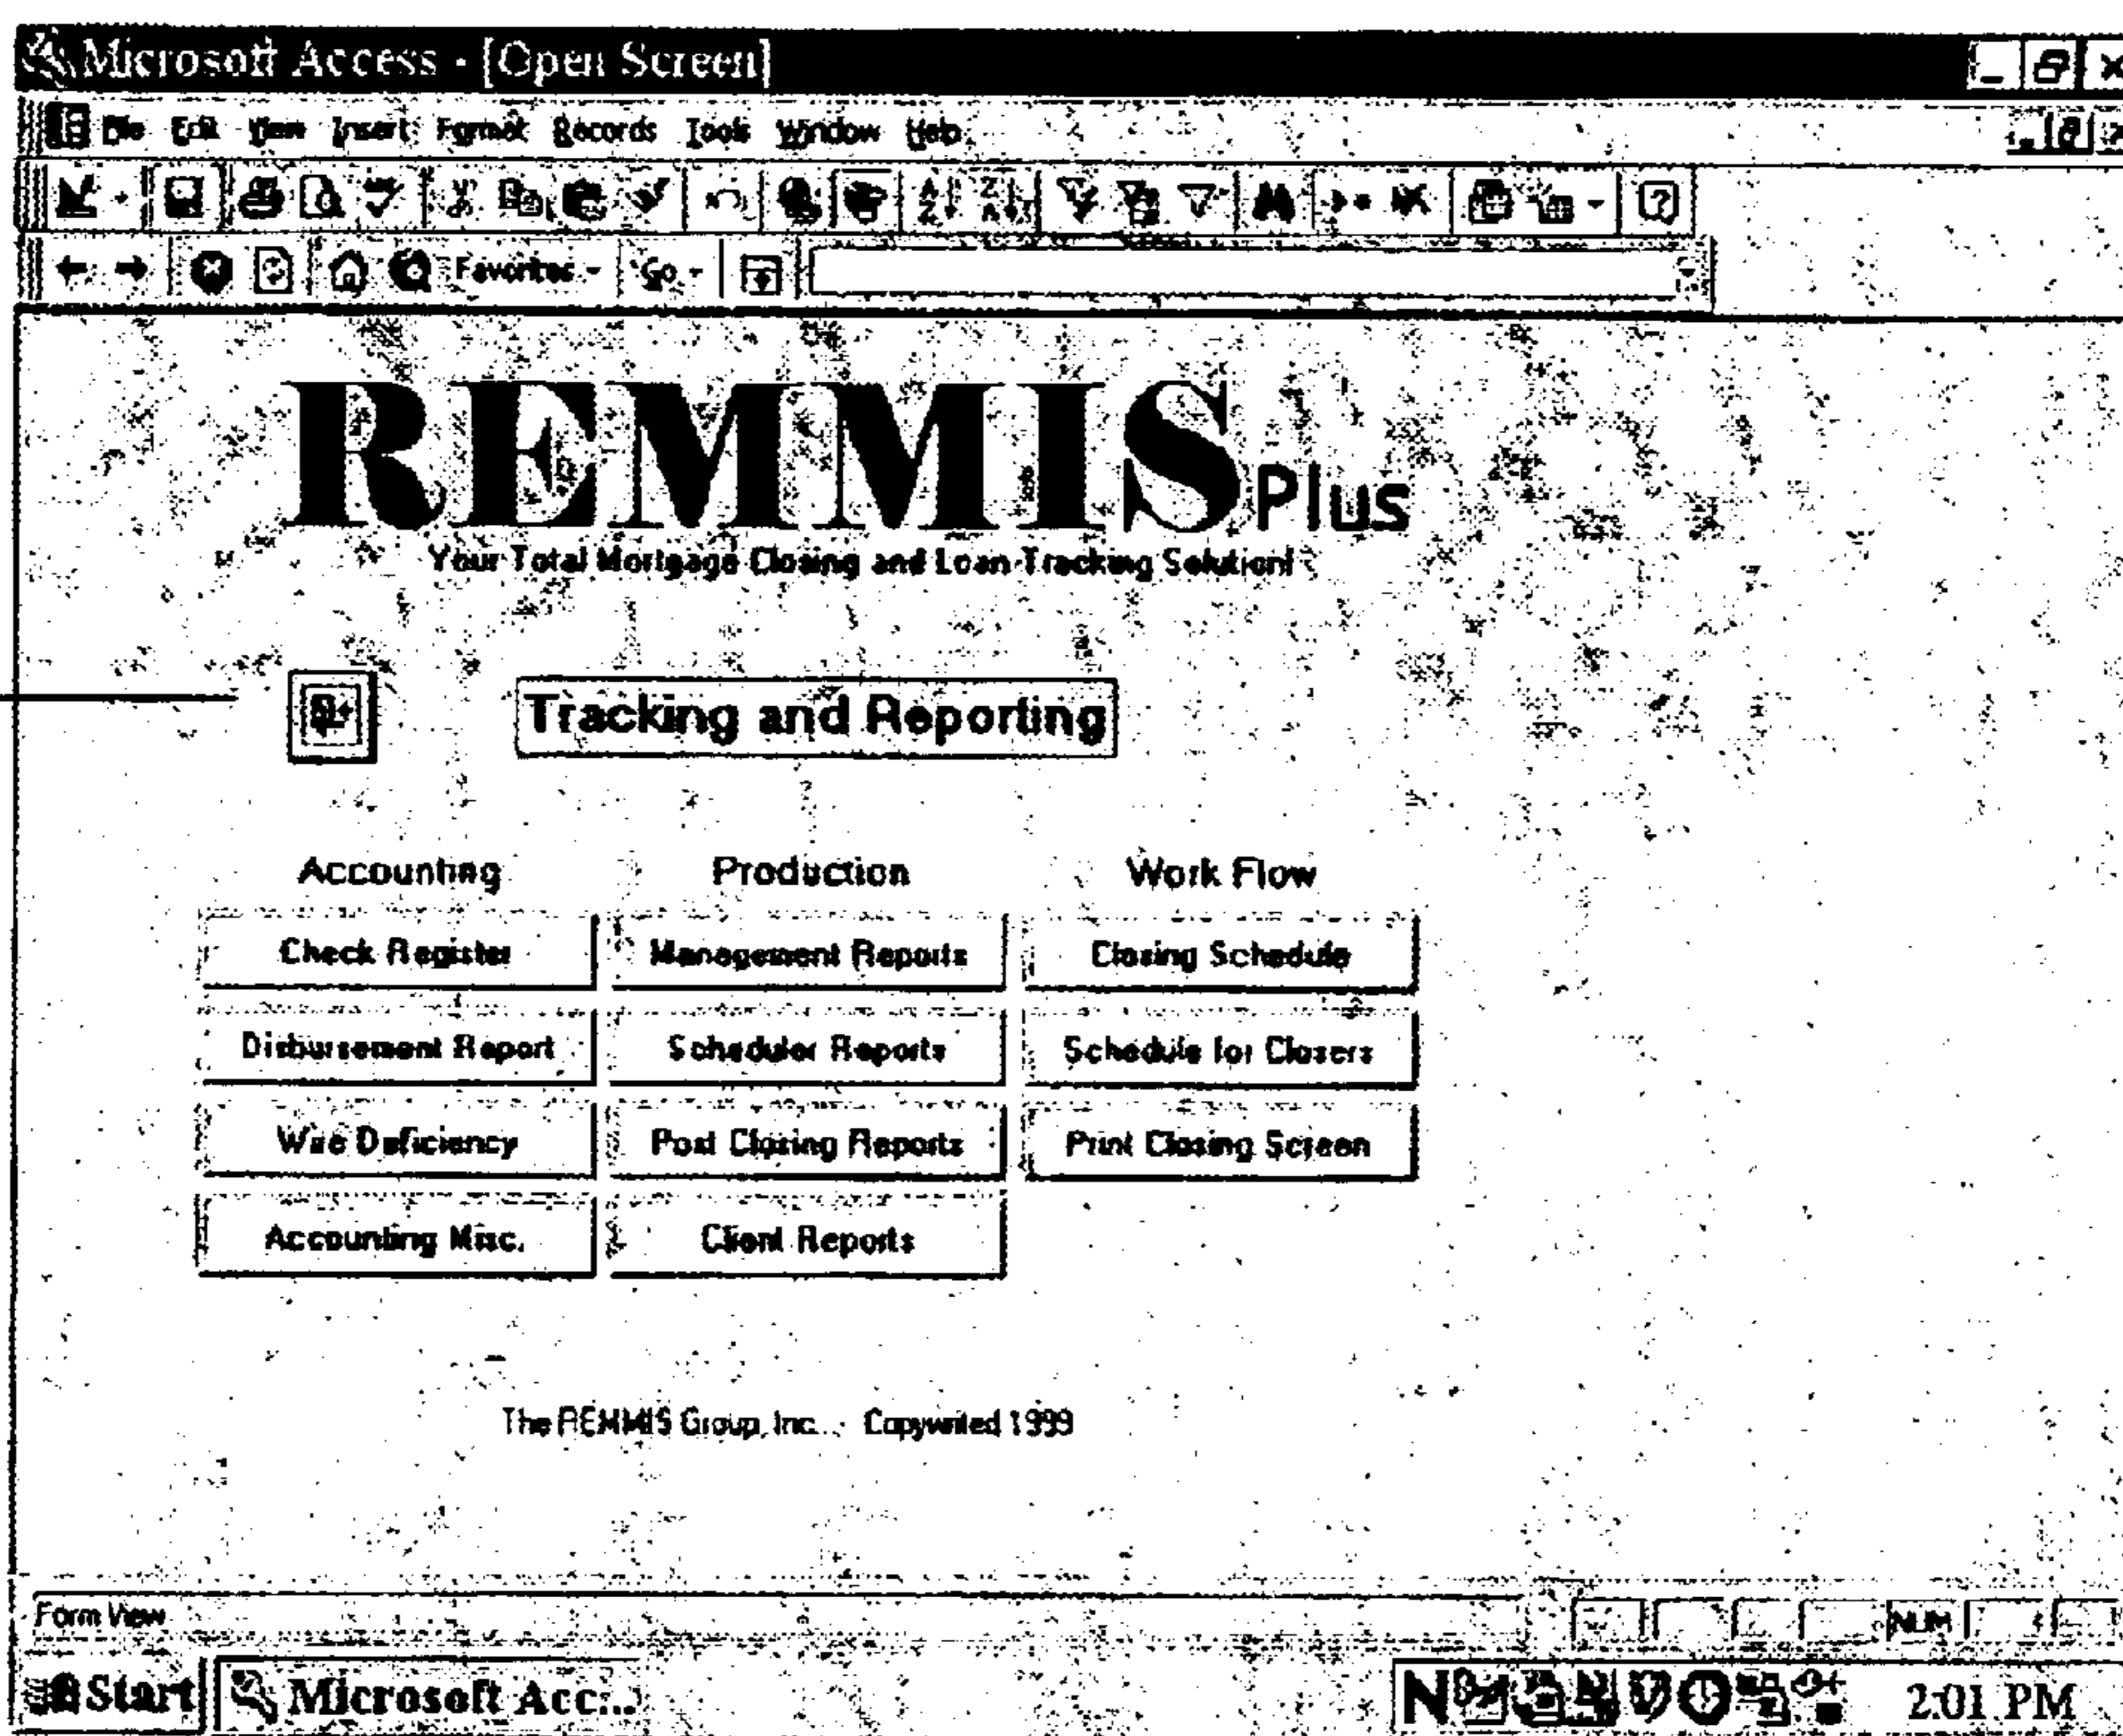 Microsoft Access - [Open Screen]
File Edit View Insert Format Records Tools Window Help
Favorites Go
REMMIS Plus
Your Total Mortgage Closing and Loan Tracking Solution!
Tracking and Reporting
Accounting Production Work Flow
Check Register Management Reports Closing Schedule
Disbursement Report Scheduler Reports Schedule for Closers
Wire Deficiency Post Closing Reports Print Closing Screen
Accounting Misc. Client Reports
The REMMIS Group, Inc. Copywrited 1999
Form View NUM
Start Microsoft Acc... 2:01 PM